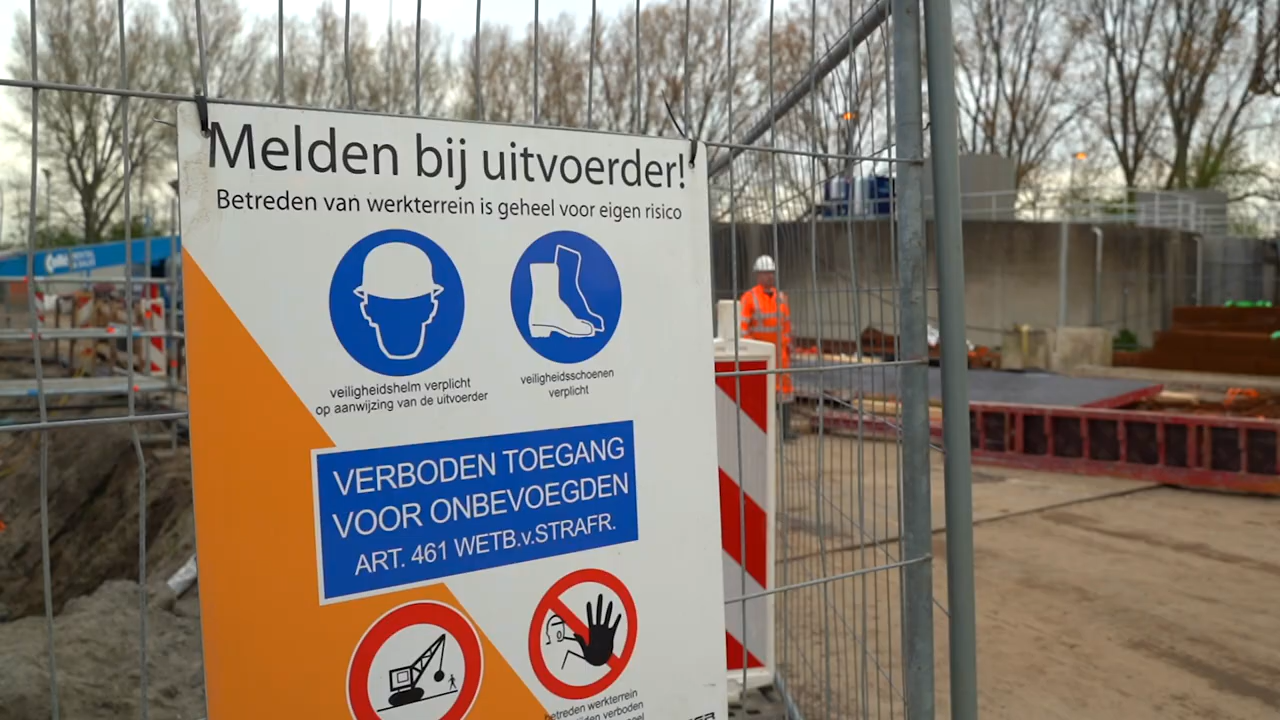 Melden bij uitvoerder!
Betreden van werkterrein is geheel voor eigen risico
veiligheidshelm verplicht
op aanwijzing van de uitvoerder
veiligheidsschoenen
verplicht
VERBODEN TOEGANG
VOOR ONBEVOEGDEN
ART. 461 WETB.v.STRAFR.
betreden werkterrein
verboden